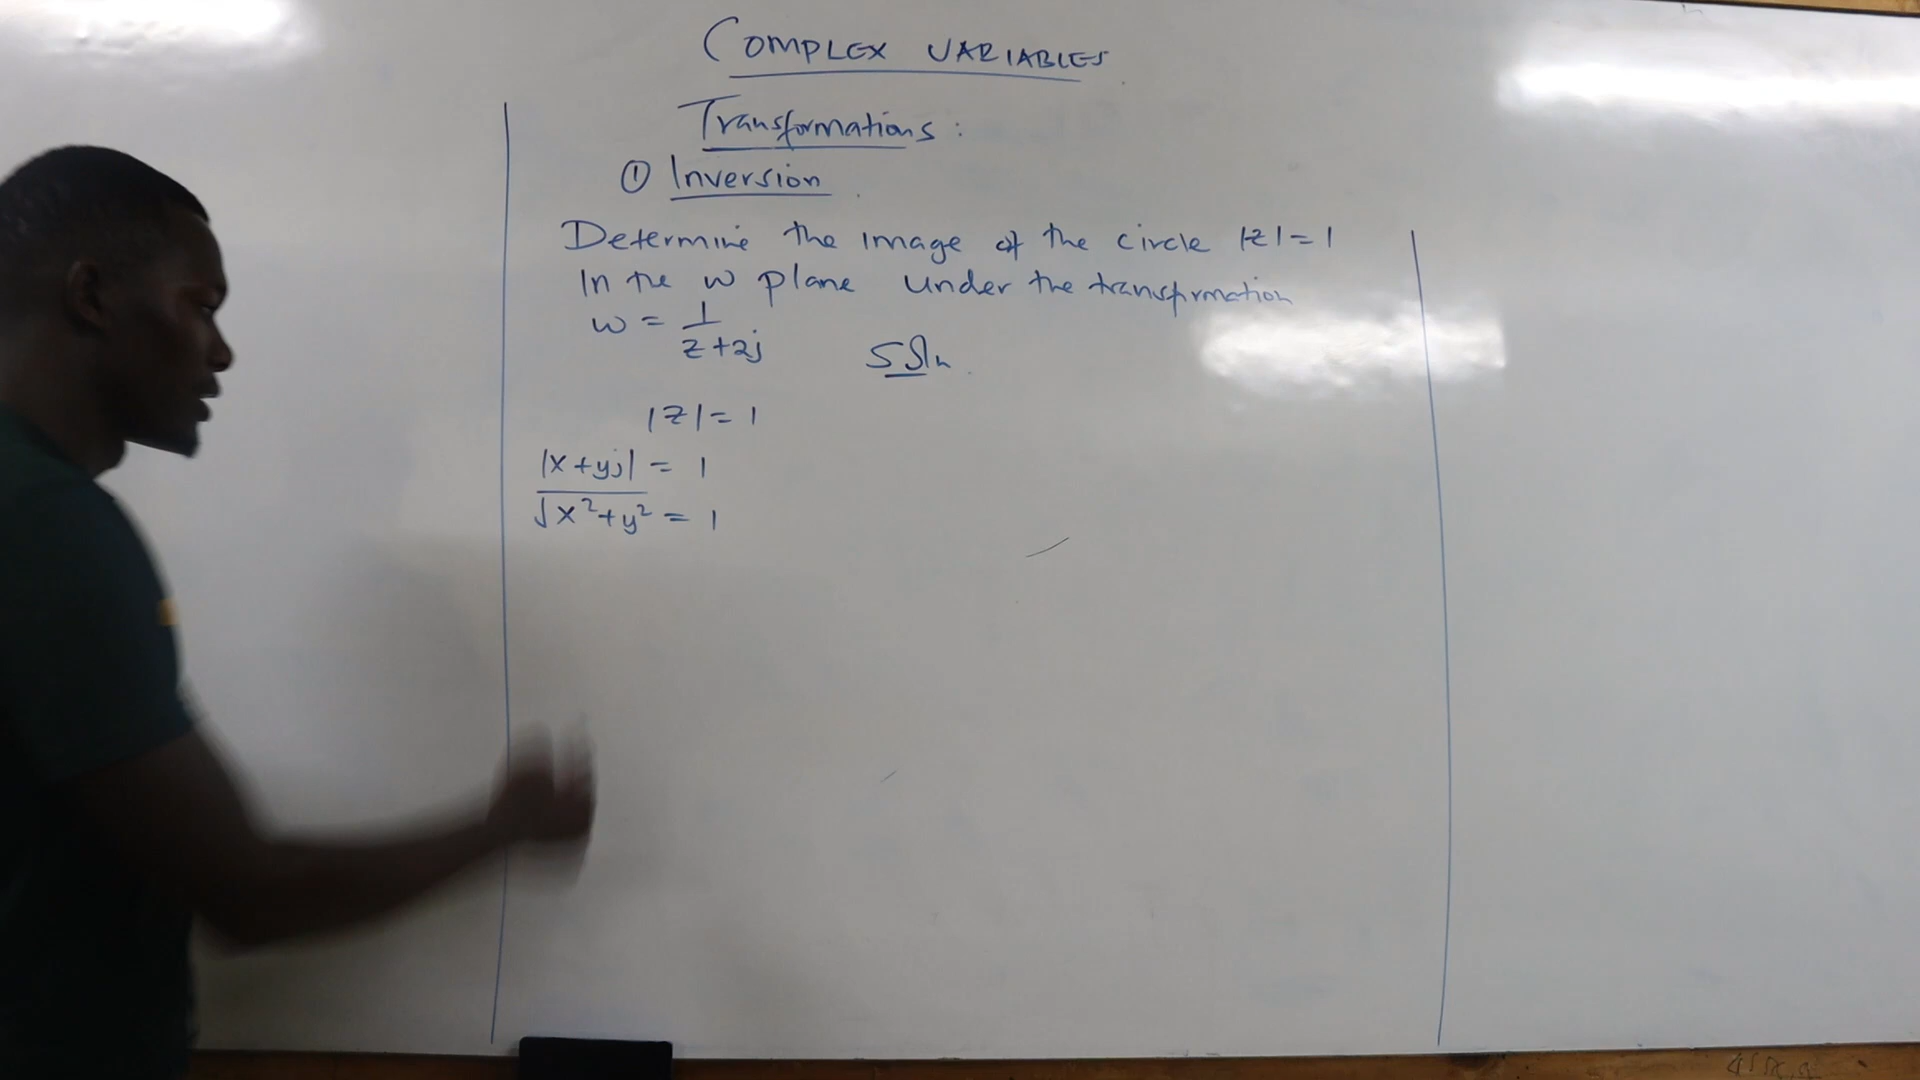 COMPLEX VARIABLES
Transformations:
① Inversion
Determine the image of the circle |z| = 1
In the w plane under the transformation
w = 1/(z+2j)
Soln
|z| = 1
|x+yj| = 1
√x²+y² = 1